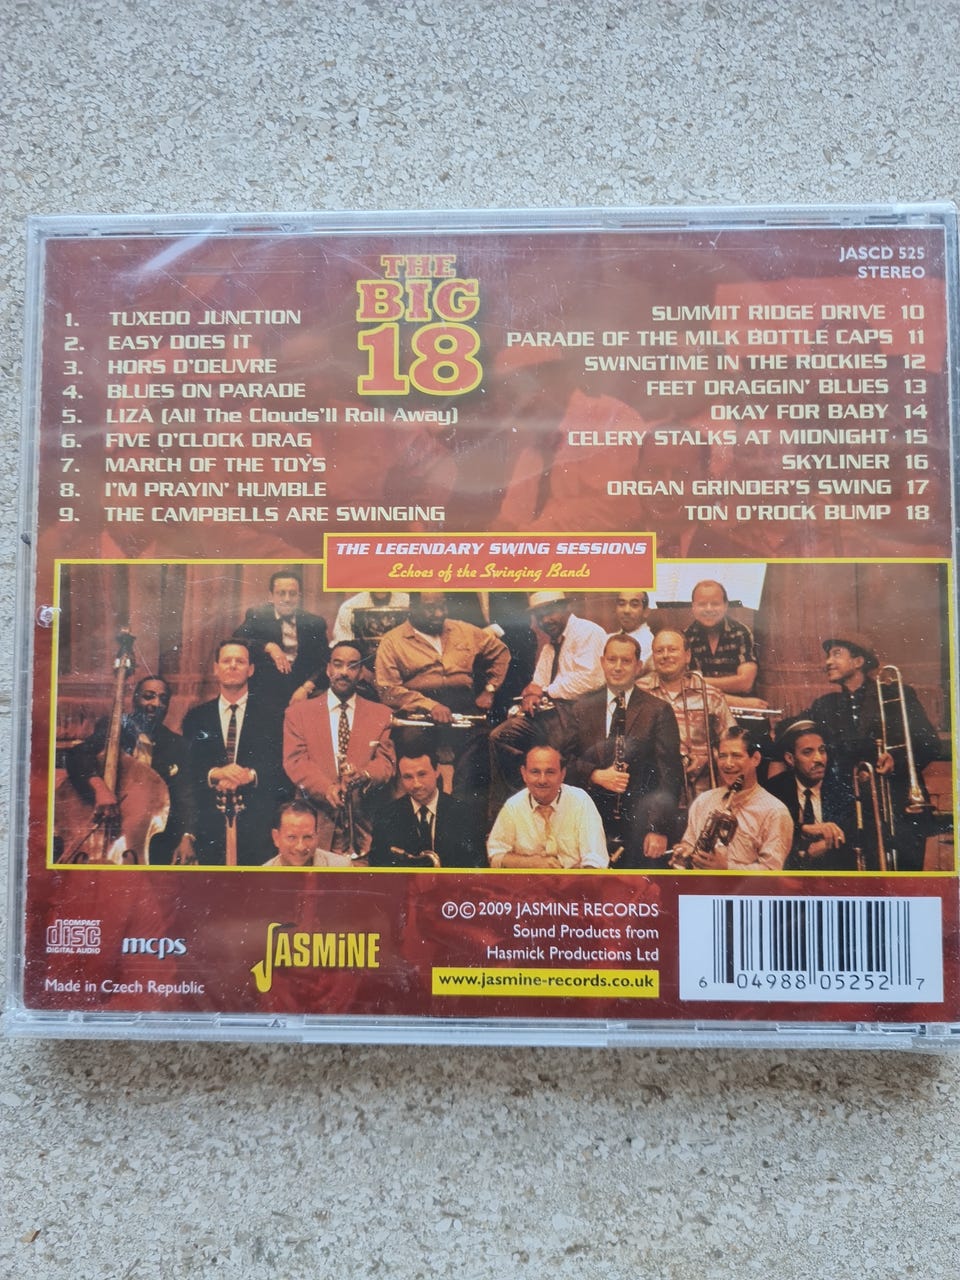 THE
BIG
18
JASCD 525
STEREO
1. TUXEDO JUNCTION
2. EASY DOES IT
3. HORS D'OEUVRE
4. BLUES ON PARADE
5. LIZA (All The Clouds'll Roll Away)
6. FIVE O'CLOCK DRAG
7. MARCH OF THE TOYS
8. I'M PRAYIN' HUMBLE
9. THE CAMPBELLS ARE SWINGING
SUMMIT RIDGE DRIVE 10
PARADE OF THE MILK BOTTLE CAPS 11
SWINGTIME IN THE ROCKIES 12
FEET DRAGGIN' BLUES 13
OKAY FOR BABY 14
CELERY STALKS AT MIDNIGHT 15
SKYLINER 16
ORGAN GRINDER'S SWING 17
TON O'ROCK BUMP 18
THE LEGENDARY SWING SESSIONS
Echoes of the Swinging Bands
COMPACT
disc
DIGITAL AUDIO
mcps
Made in Czech Republic
JASMiNE
℗© 2009 JASMINE RECORDS
Sound Products from
Hasmick Productions Ltd
www.jasmine-records.co.uk
6 04988 05252 7